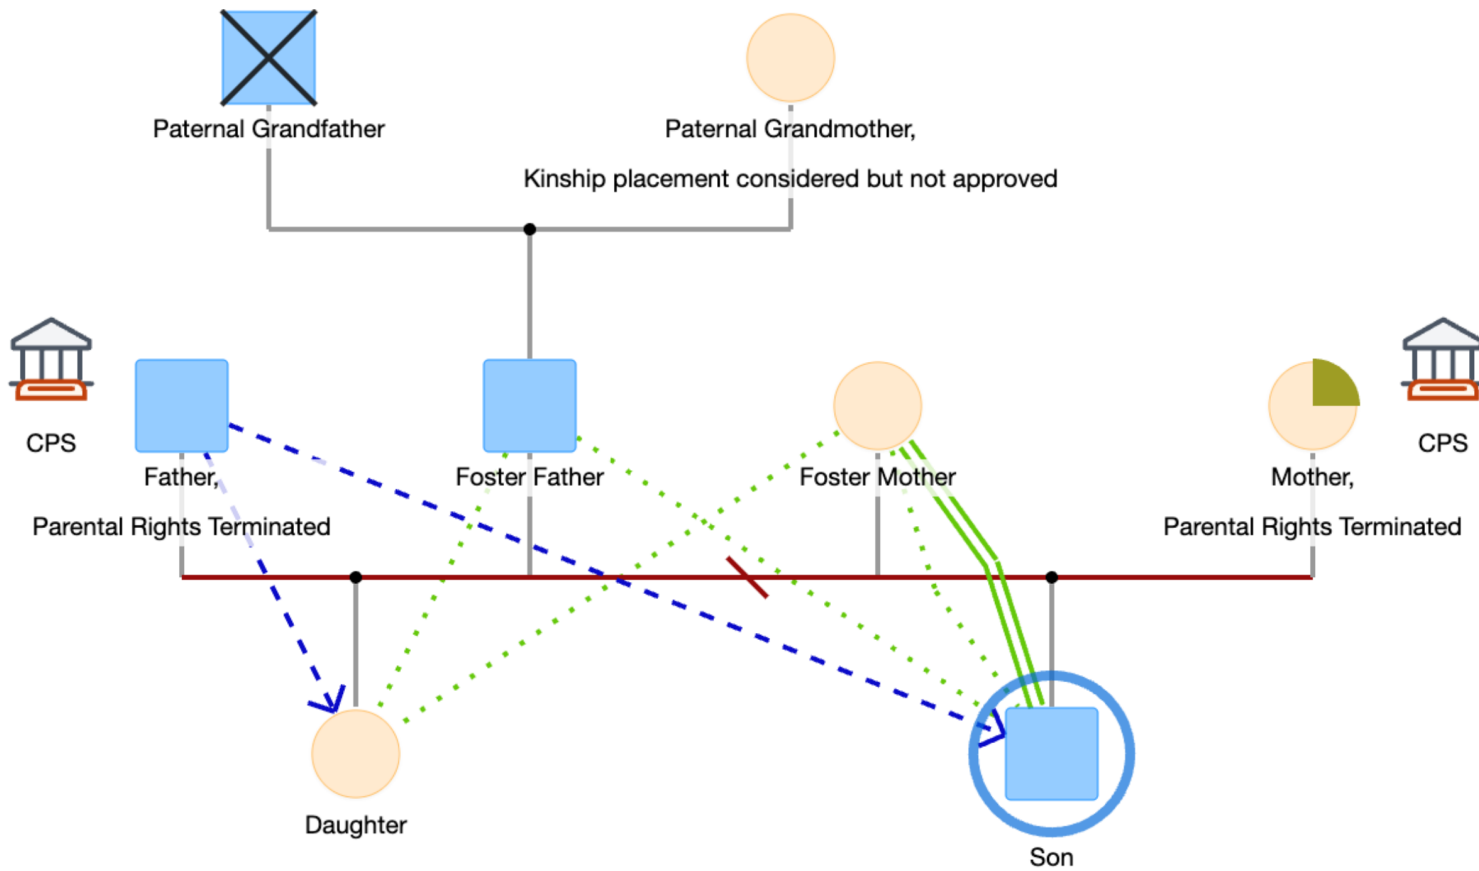 Paternal Grandfather
Paternal Grandmother,
Kinship placement considered but not approved
CPS
Father,
Parental Rights Terminated
Foster Father
Foster Mother
Mother,
Parental Rights Terminated
CPS
Daughter
Son